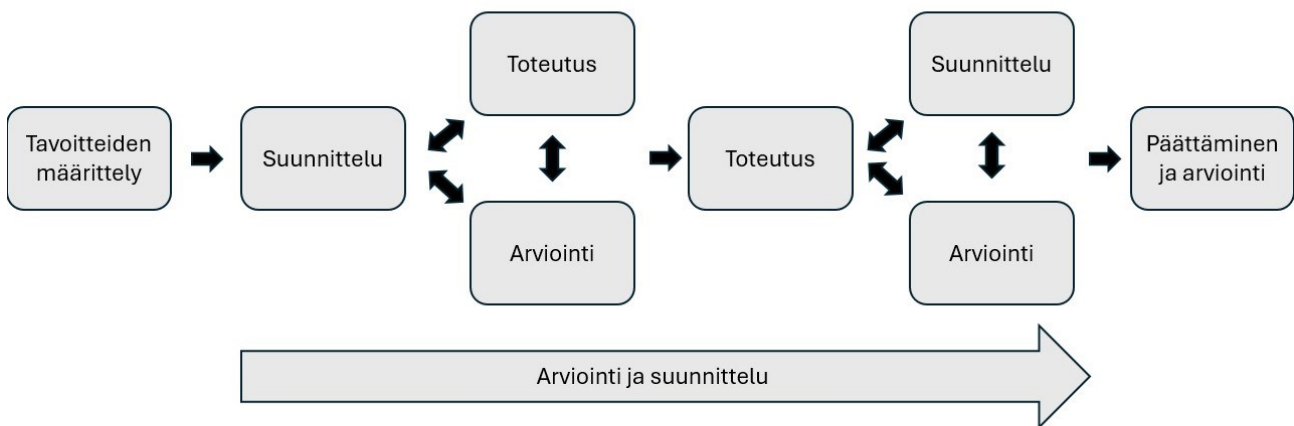 Tavoitteiden
määrittely
Suunnittelu
Toteutus
Arviointi
Toteutus
Suunnittelu
Arviointi
Päättäminen
ja arviointi
Arviointi ja suunnittelu